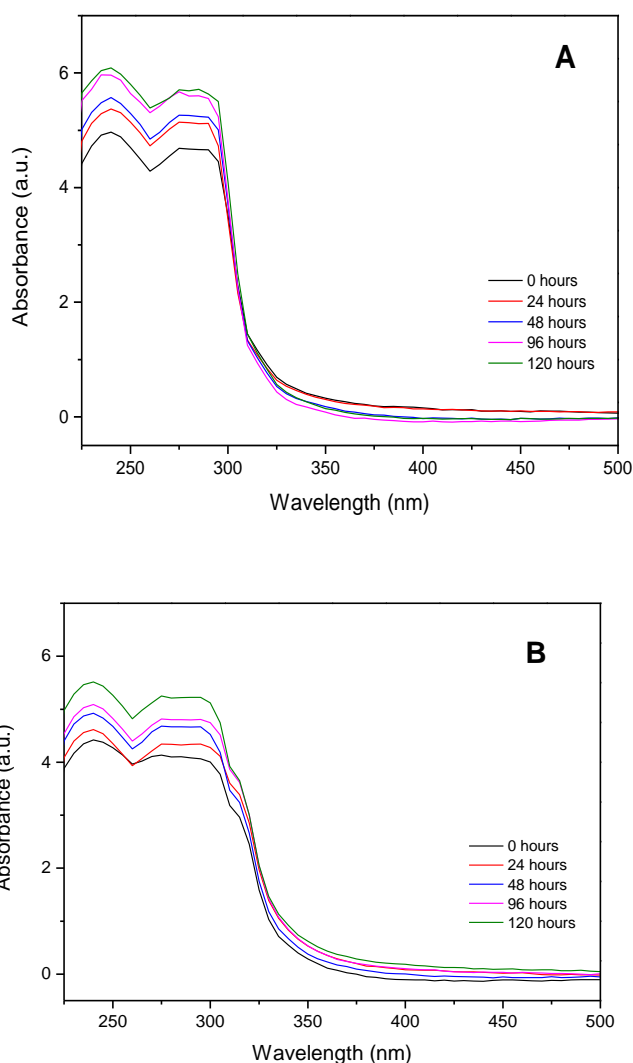 A
6
4
2
0
Absorbance (a.u.)
0 hours
24 hours
48 hours
96 hours
120 hours
250 300 350 400 450 500
Wavelength (nm)
B
6
4
2
0
Absorbance (a.u.)
0 hours
24 hours
48 hours
96 hours
120 hours
250 300 350 400 450 500
Wavelength (nm)